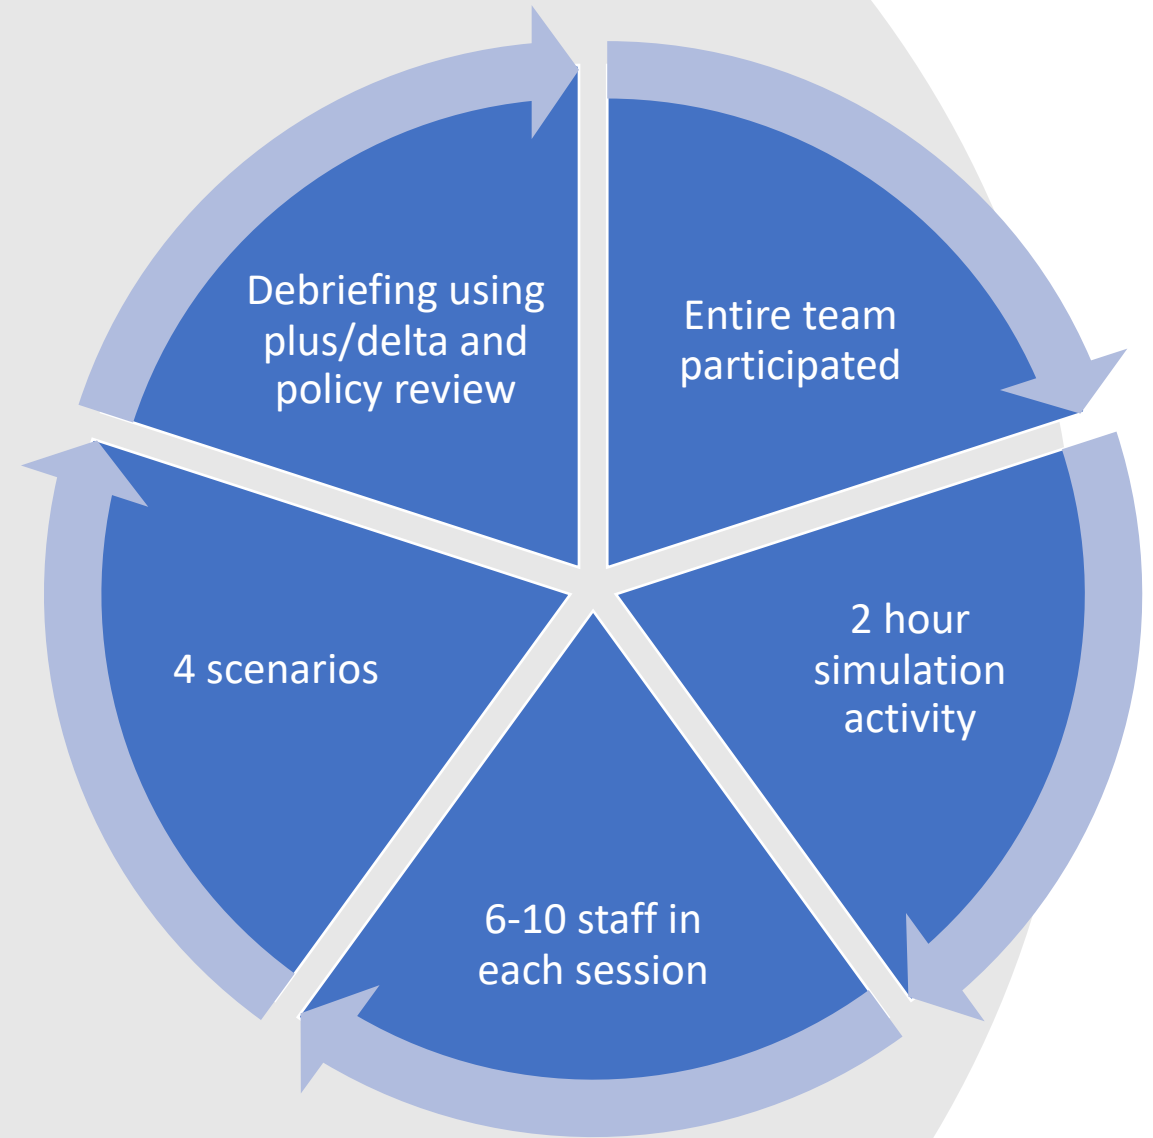 Entire team
participated
2 hour
simulation
activity
6-10 staff in
each session
4 scenarios
Debriefing using
plus/delta and
policy review